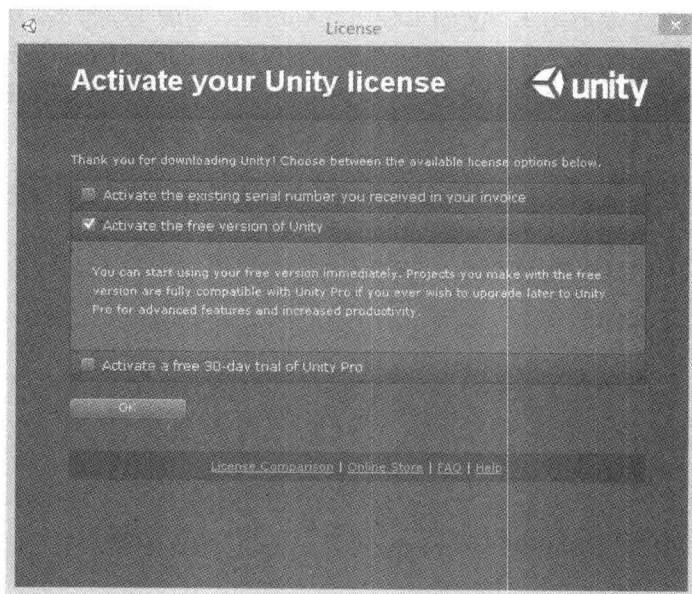 License
Activate your Unity license
unity
Thank you for downloading Unity! Choose between the available license options below.
Activate the existing serial number you received in your invoice
Activate the free version of Unity
You can start using your free version immediately. Projects you make with the free
version are fully compatible with Unity Pro if you ever wish to upgrade later to Unity
Pro for advanced features and increased productivity.
Activate a free 30-day trial of Unity Pro
OK
License Comparison | Online Store | FAQ | Help